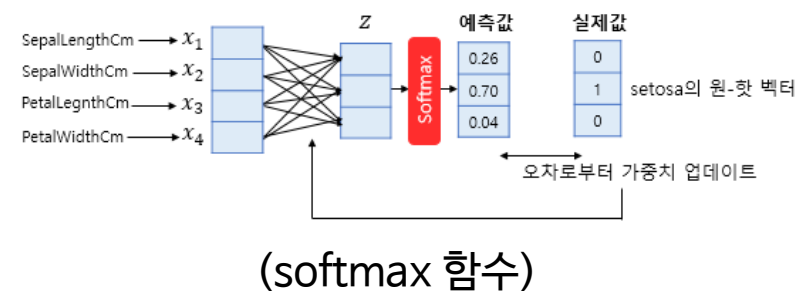 SepalLengthCm x₁
SepalWidthCm x₂
PetalLegnthCm x₃
PetalWidthCm x₄
z
Softmax
예측값
0.26
0.70
0.04
실제값
0
1
0
setosa의 원-핫 벡터
오차로부터 가중치 업데이트
(softmax 함수)